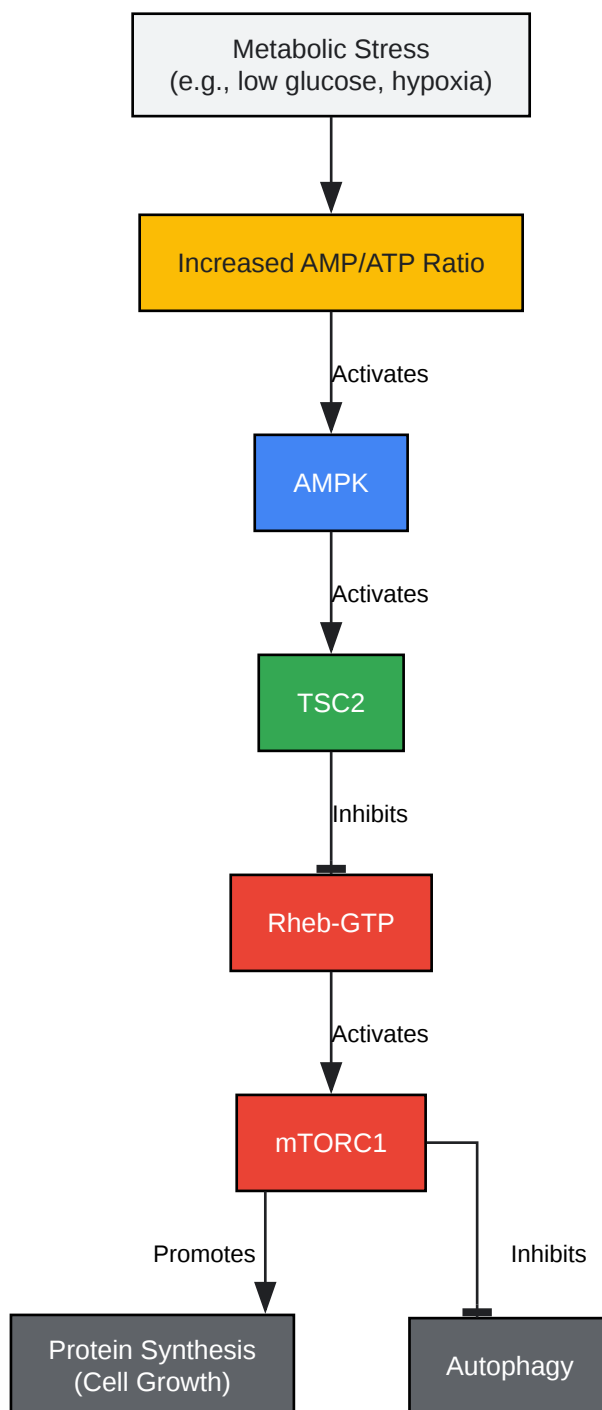 Metabolic Stress
(e.g., low glucose, hypoxia)
Increased AMP/ATP Ratio
Activates
AMPK
Activates
TSC2
Inhibits
Rheb-GTP
Activates
mTORC1
Promotes
Inhibits
Protein Synthesis
(Cell Growth)
Autophagy